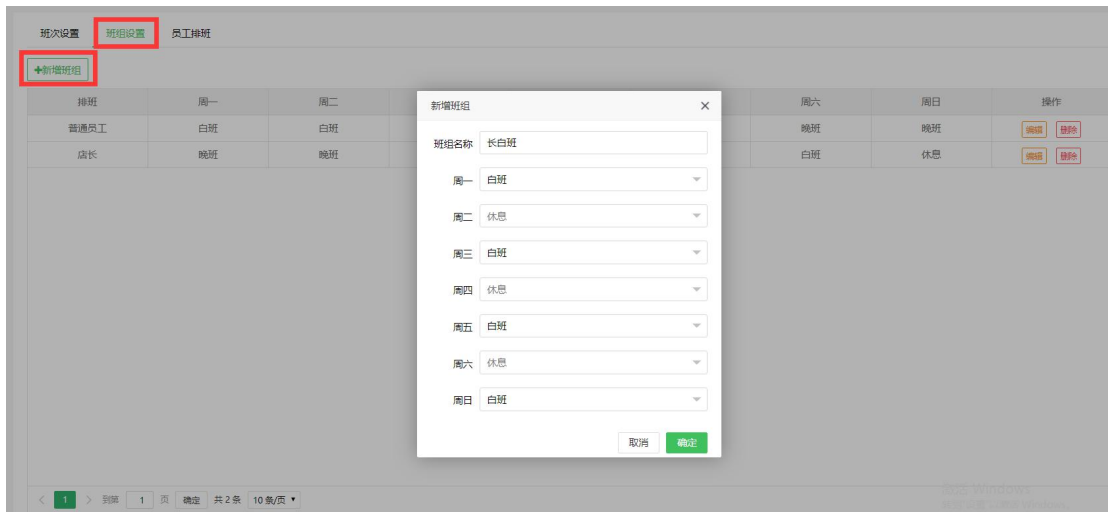 班次设置 班组设置 员工排班
+新增班组
排班 周一 周二 周六 周日 操作
普通员工 白班 白班 晚班 晚班 编辑 删除
店长 晚班 晚班 白班 休息 编辑 删除
新增班组 ×
班组名称 长白班
周一 白班
周二 休息
周三 白班
周四 休息
周五 白班
周六 休息
周日 白班
取消 确定
< 1 > 到第 1 页 确定 共 2 条 10 条/页
Windows